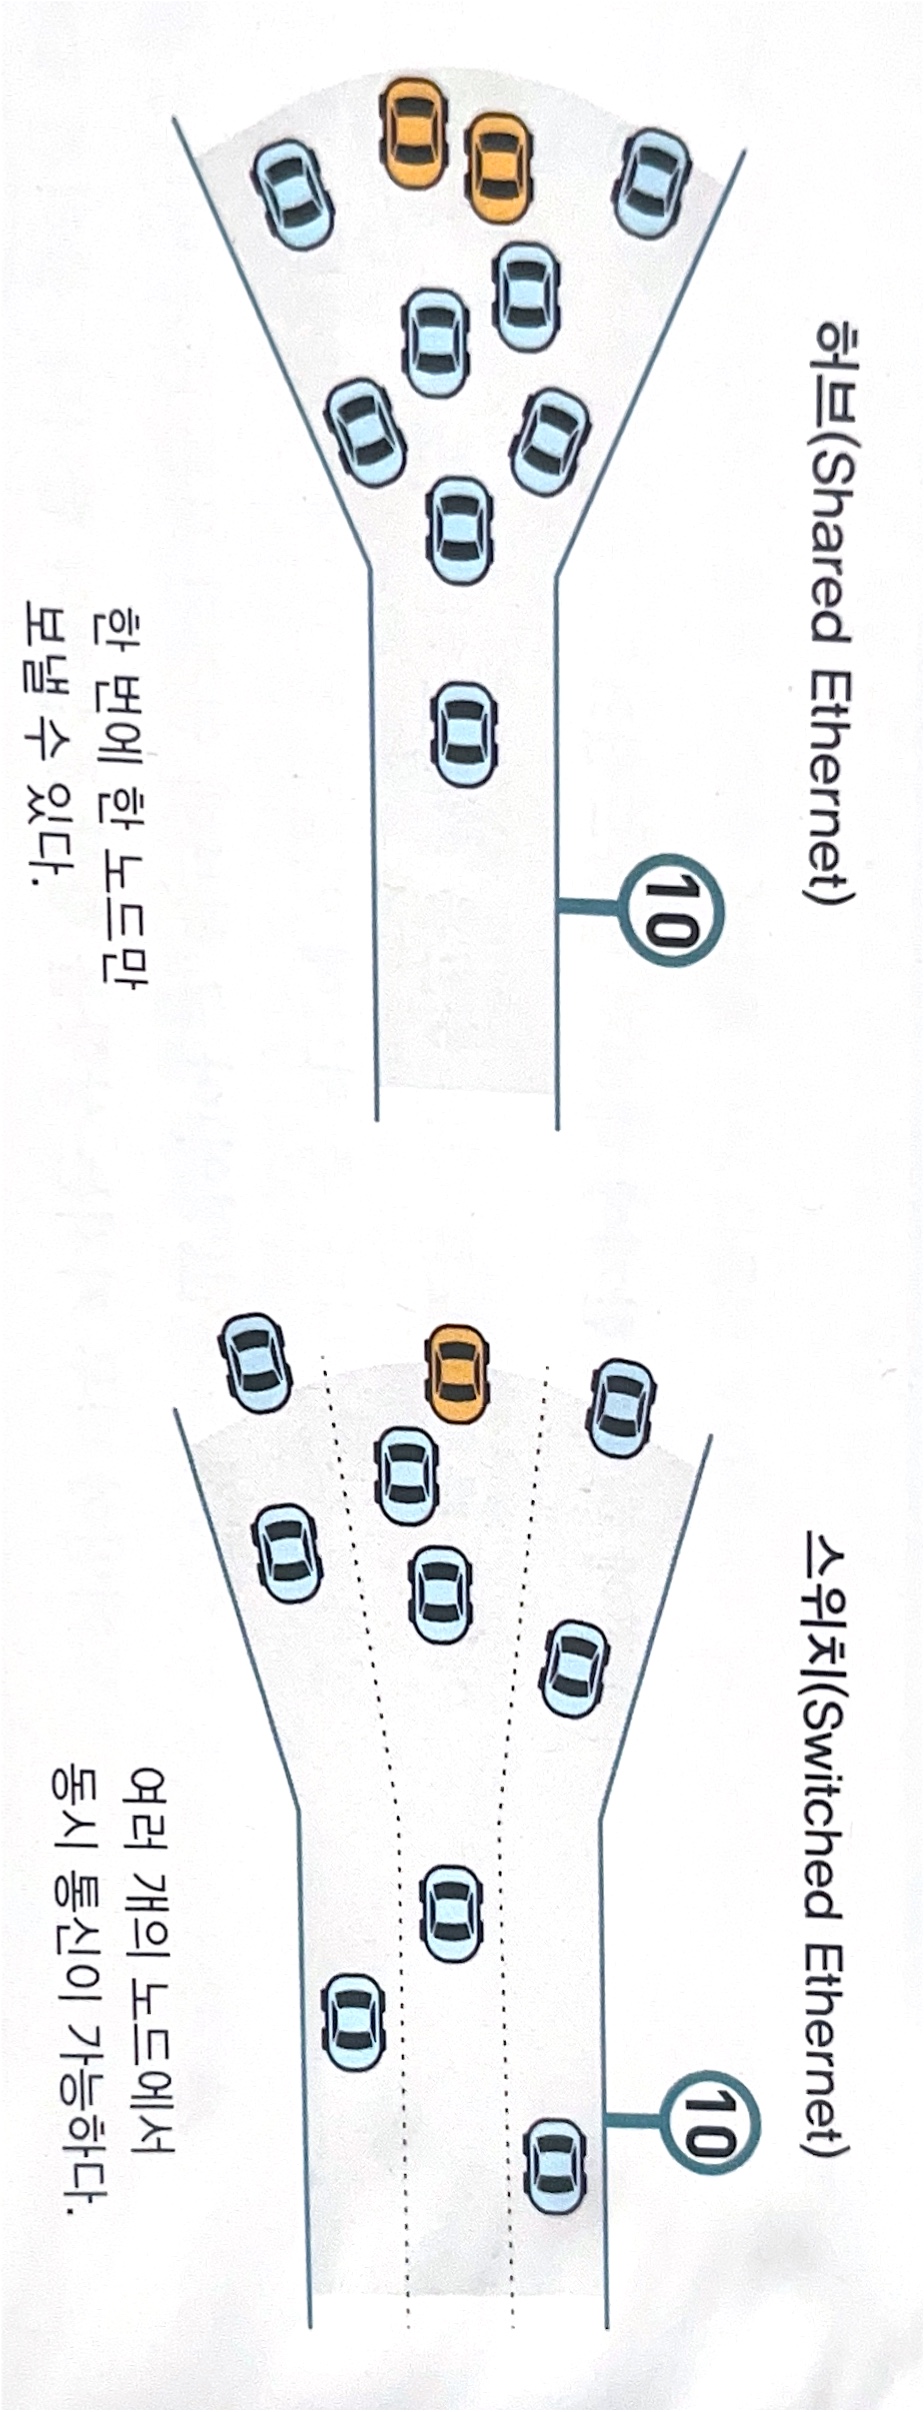 허브(Shared Ethernet)
10
한 번에 한 노드만
보낼 수 있다.
스위치(Switched Ethernet)
10
여러 개의 노드에서
동시 통신이 가능하다.